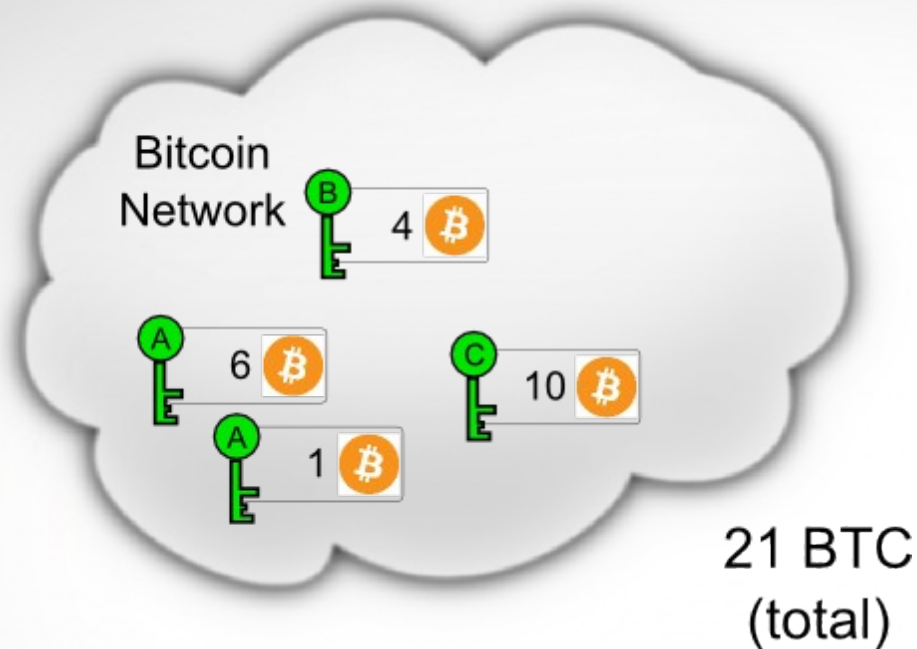 Bitcoin
Network
B
4 ₿
A
6 ₿
C
10 ₿
A
1 ₿
21 BTC
(total)